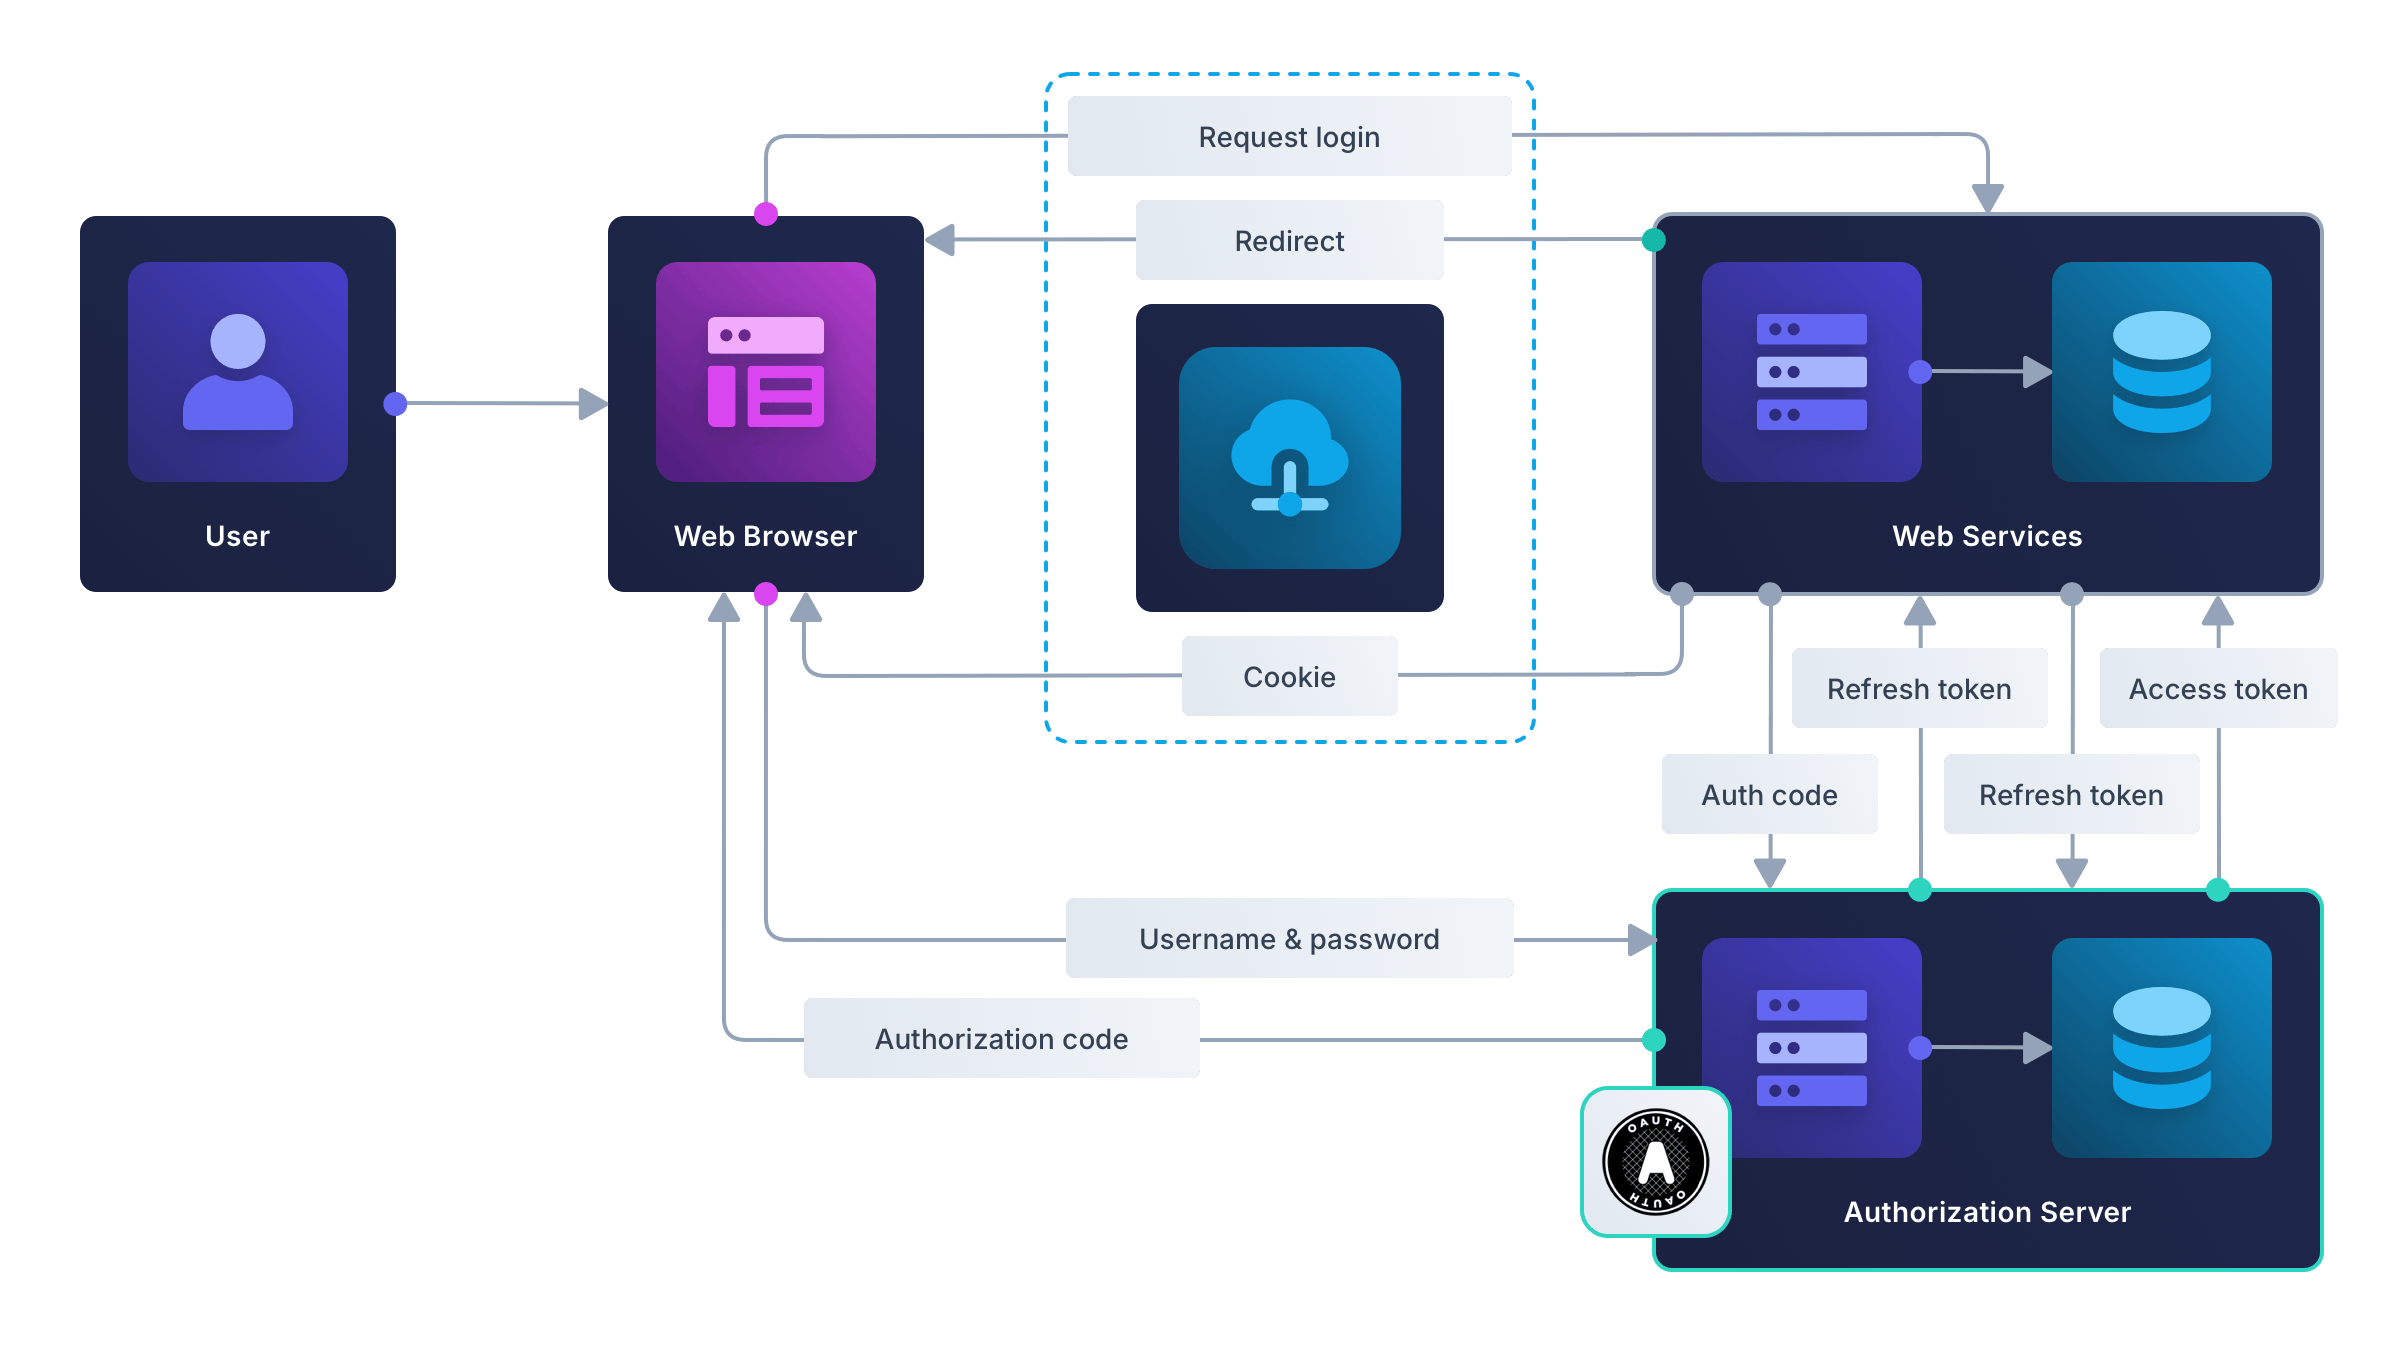 Request login
Redirect
User
Web Browser
Web Services
Cookie
Refresh token
Access token
Auth code
Refresh token
Username & password
Authorization code
OAUTH
A
OAUTH
Authorization Server